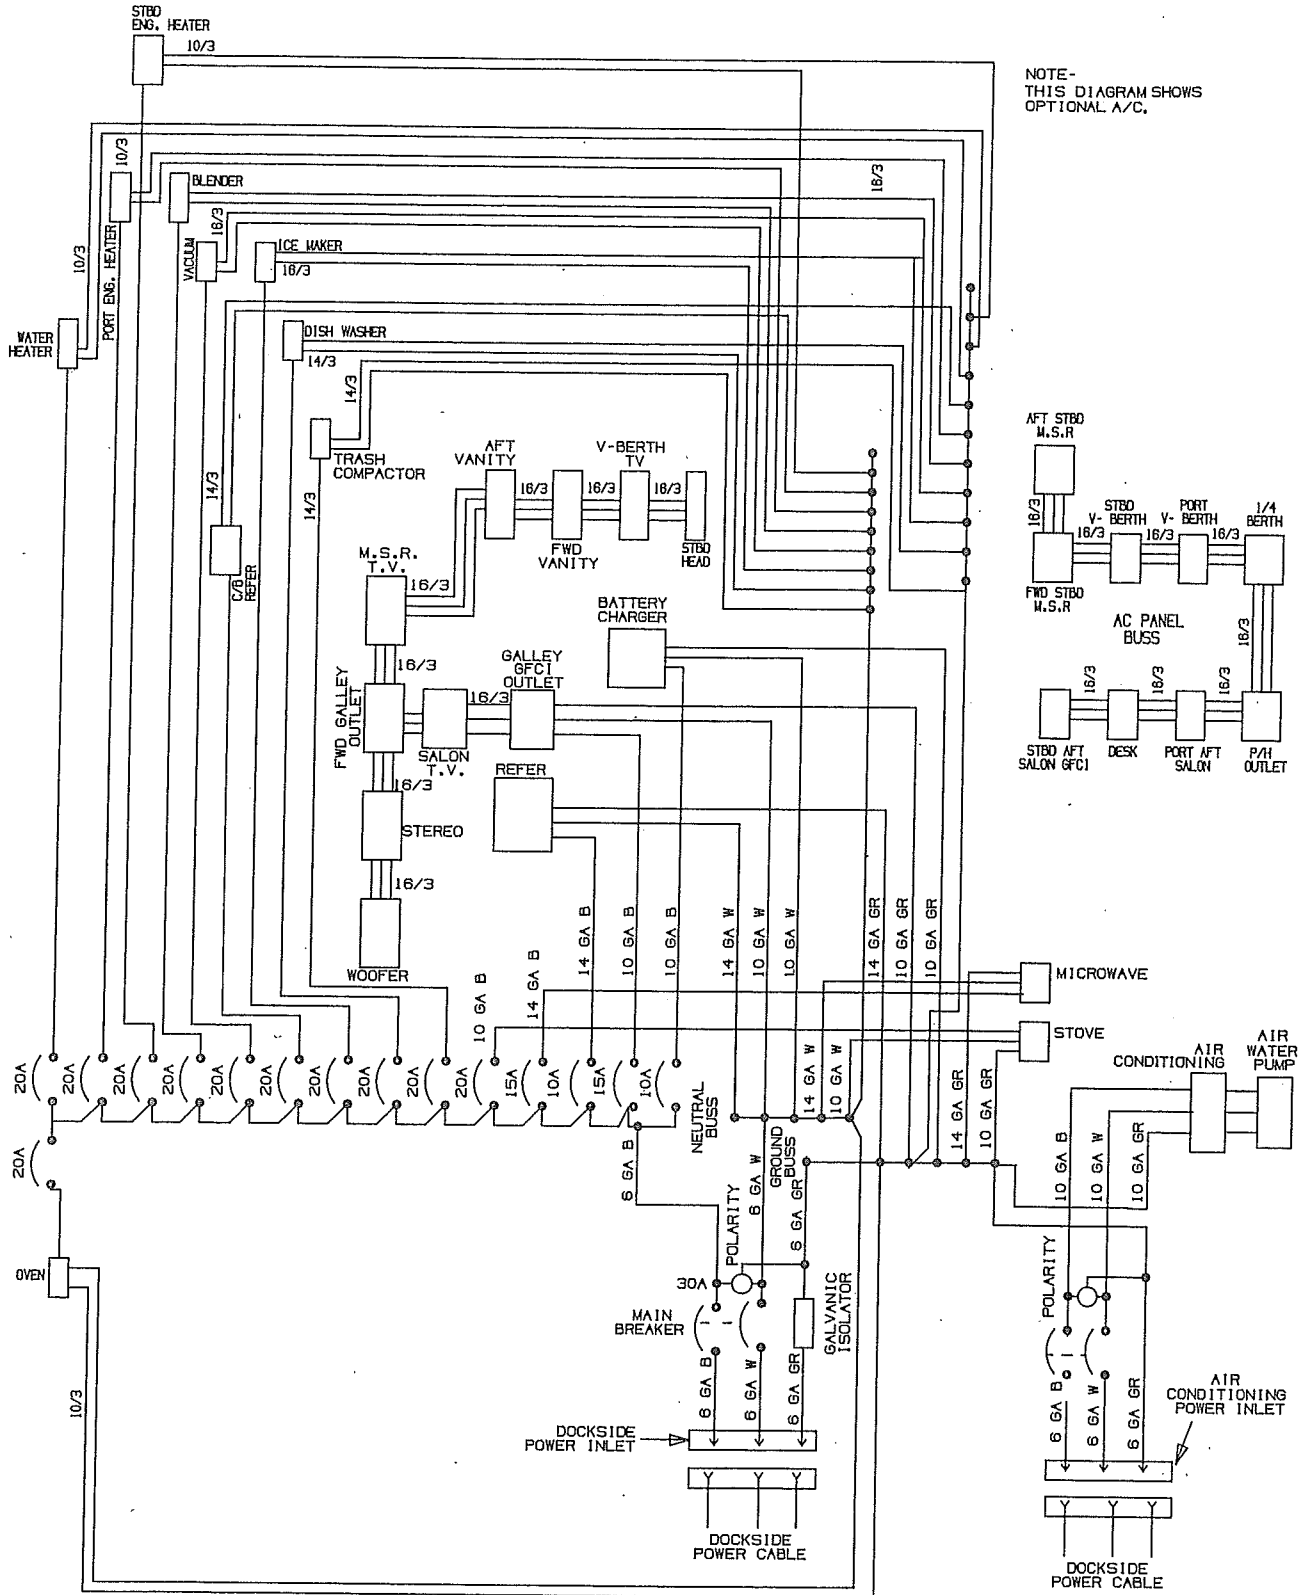 STBD
ENG. HEATER
10/3
NOTE-
THIS DIAGRAM SHOWS
OPTIONAL A/C.
10/3
10/3
PORT ENG. HEATER
BLENDER
16/3
VACUUM
ICE MAKER
16/3
16/3
WATER
HEATER
DISH WASHER
14/3
14/3
TRASH
COMPACTOR
14/3
14/3
C/B
REFER
AFT
VANITY
16/3
FWD
VANITY
16/3
V-BERTH
TV
16/3
STBD
HEAD
M.S.R.
T.V.
16/3
16/3
FWD GALLEY
OUTLET
SALON
T.V.
16/3
GALLEY
GFCI
OUTLET
BATTERY
CHARGER
REFER
16/3
STEREO
16/3
WOOFER
AFT STBD
M.S.R
16/3
FWD STBD
M.S.R
16/3
STBD
V- BERTH
16/3
PORT
V- BERTH
16/3
1/4
BERTH
AC PANEL
BUSS
16/3
STBD AFT
SALON GFCI
16/3
DESK
16/3
PORT AFT
SALON
16/3
P/H
OUTLET
10 GA B
14 GA B
14 GA B
10 GA B
10 GA B
14 GA W
10 GA W
10 GA W
14 GA GR
10 GA GR
10 GA GR
MICROWAVE
STOVE
14 GA W
10 GA W
14 GA GR
10 GA GR
AIR
CONDITIONING
AIR
WATER
PUMP
20A
20A
20A
20A
20A
20A
20A
20A
20A
15A
10A
15A
10A
20A
NEUTRAL
BUSS
GROUND
BUSS
6 GA B
6 GA W
6 GA GR
10 GA B
10 GA W
10 GA GR
OVEN
10/3
POLARITY
30A
MAIN
BREAKER
GALVANIC
ISOLATOR
6 GA B
6 GA W
6 GA GR
DOCKSIDE
POWER INLET
DOCKSIDE
POWER CABLE
POLARITY
6 GA B
6 GA W
6 GA GR
AIR
CONDITIONING
POWER INLET
DOCKSIDE
POWER CABLE